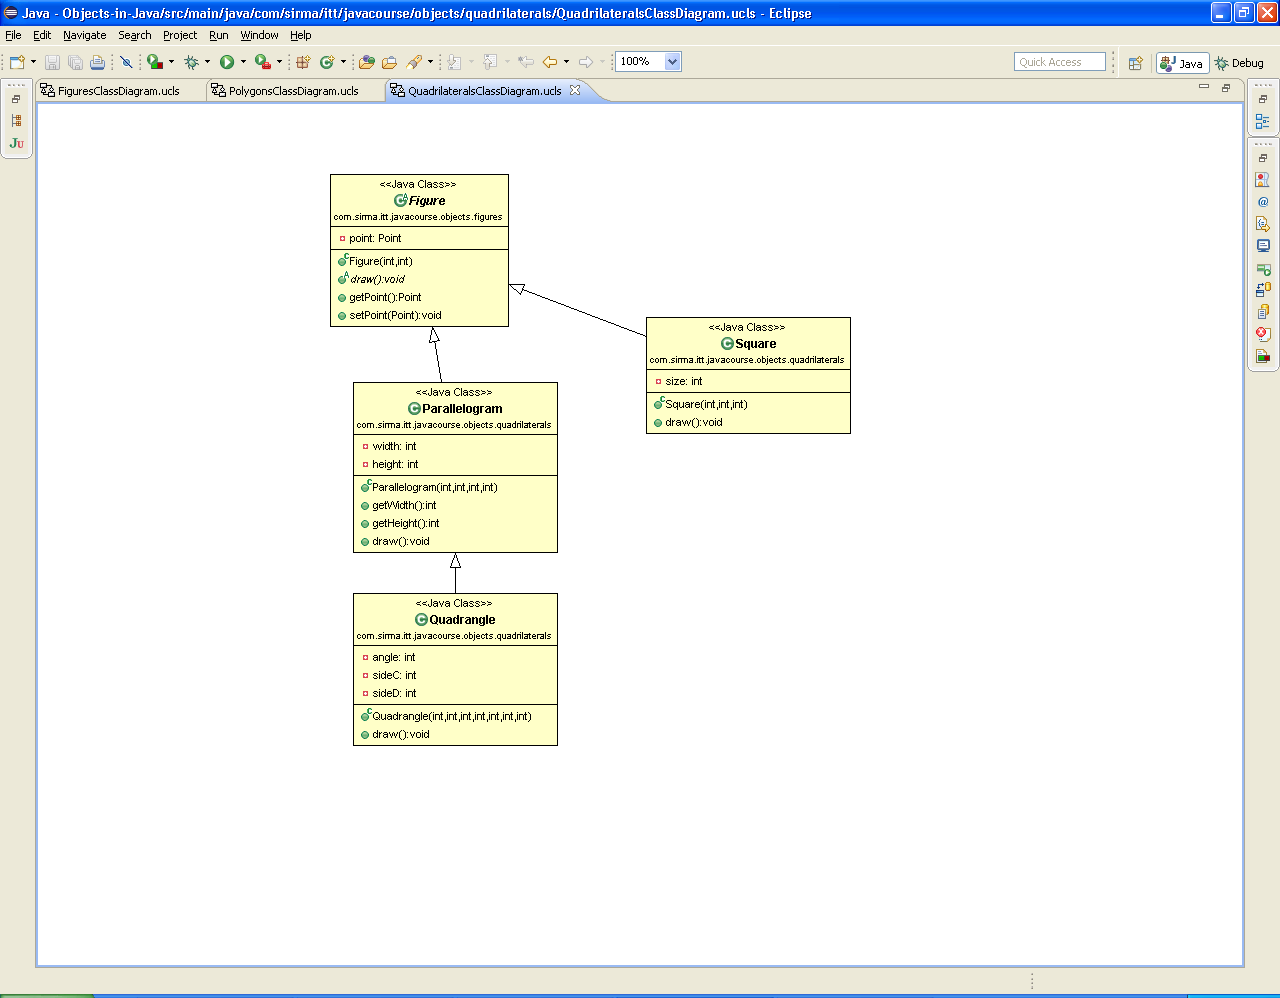 Java - Objects-in-Java/src/main/java/com/sirma/itt/javacourse/objects/quadrilaterals/QuadrilateralsClassDiagram.ucls - Eclipse
File Edit Navigate Search Project Run Window Help
100%
Quick Access
Java
Debug
FiguresClassDiagram.ucls
PolygonsClassDiagram.ucls
QuadrilateralsClassDiagram.ucls
Ju
@
<<Java Class>>
Figure
com.sirma.itt.javacourse.objects.figures
point: Point
Figure(int,int)
draw():void
getPoint():Point
setPoint(Point):void
<<Java Class>>
Square
com.sirma.itt.javacourse.objects.quadrilaterals
size: int
Square(int,int,int)
draw():void
<<Java Class>>
Parallelogram
com.sirma.itt.javacourse.objects.quadrilaterals
width: int
height: int
Parallelogram(int,int,int,int)
getWidth():int
getHeight():int
draw():void
<<Java Class>>
Quadrangle
com.sirma.itt.javacourse.objects.quadrilaterals
angle: int
sideC: int
sideD: int
Quadrangle(int,int,int,int,int,int,int)
draw():void